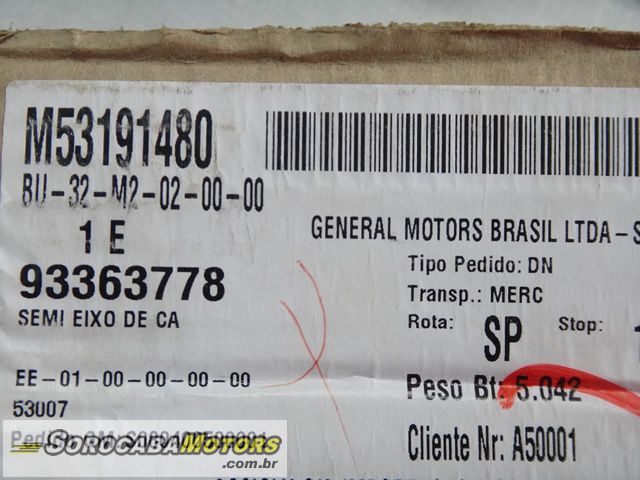 M53191480
BU-32-M2-02-00-00
1 E
93363778
SEMI EIXO DE CA
EE-01-00-00-00-00
53007
GENERAL MOTORS BRASIL LTDA-S
Tipo Pedido: DN
Transp.: MERC
Rota: SP Stop: 1
Peso Bt: 5.042
Cliente Nr: A50001
SOROCABAMOTORS
.com.br